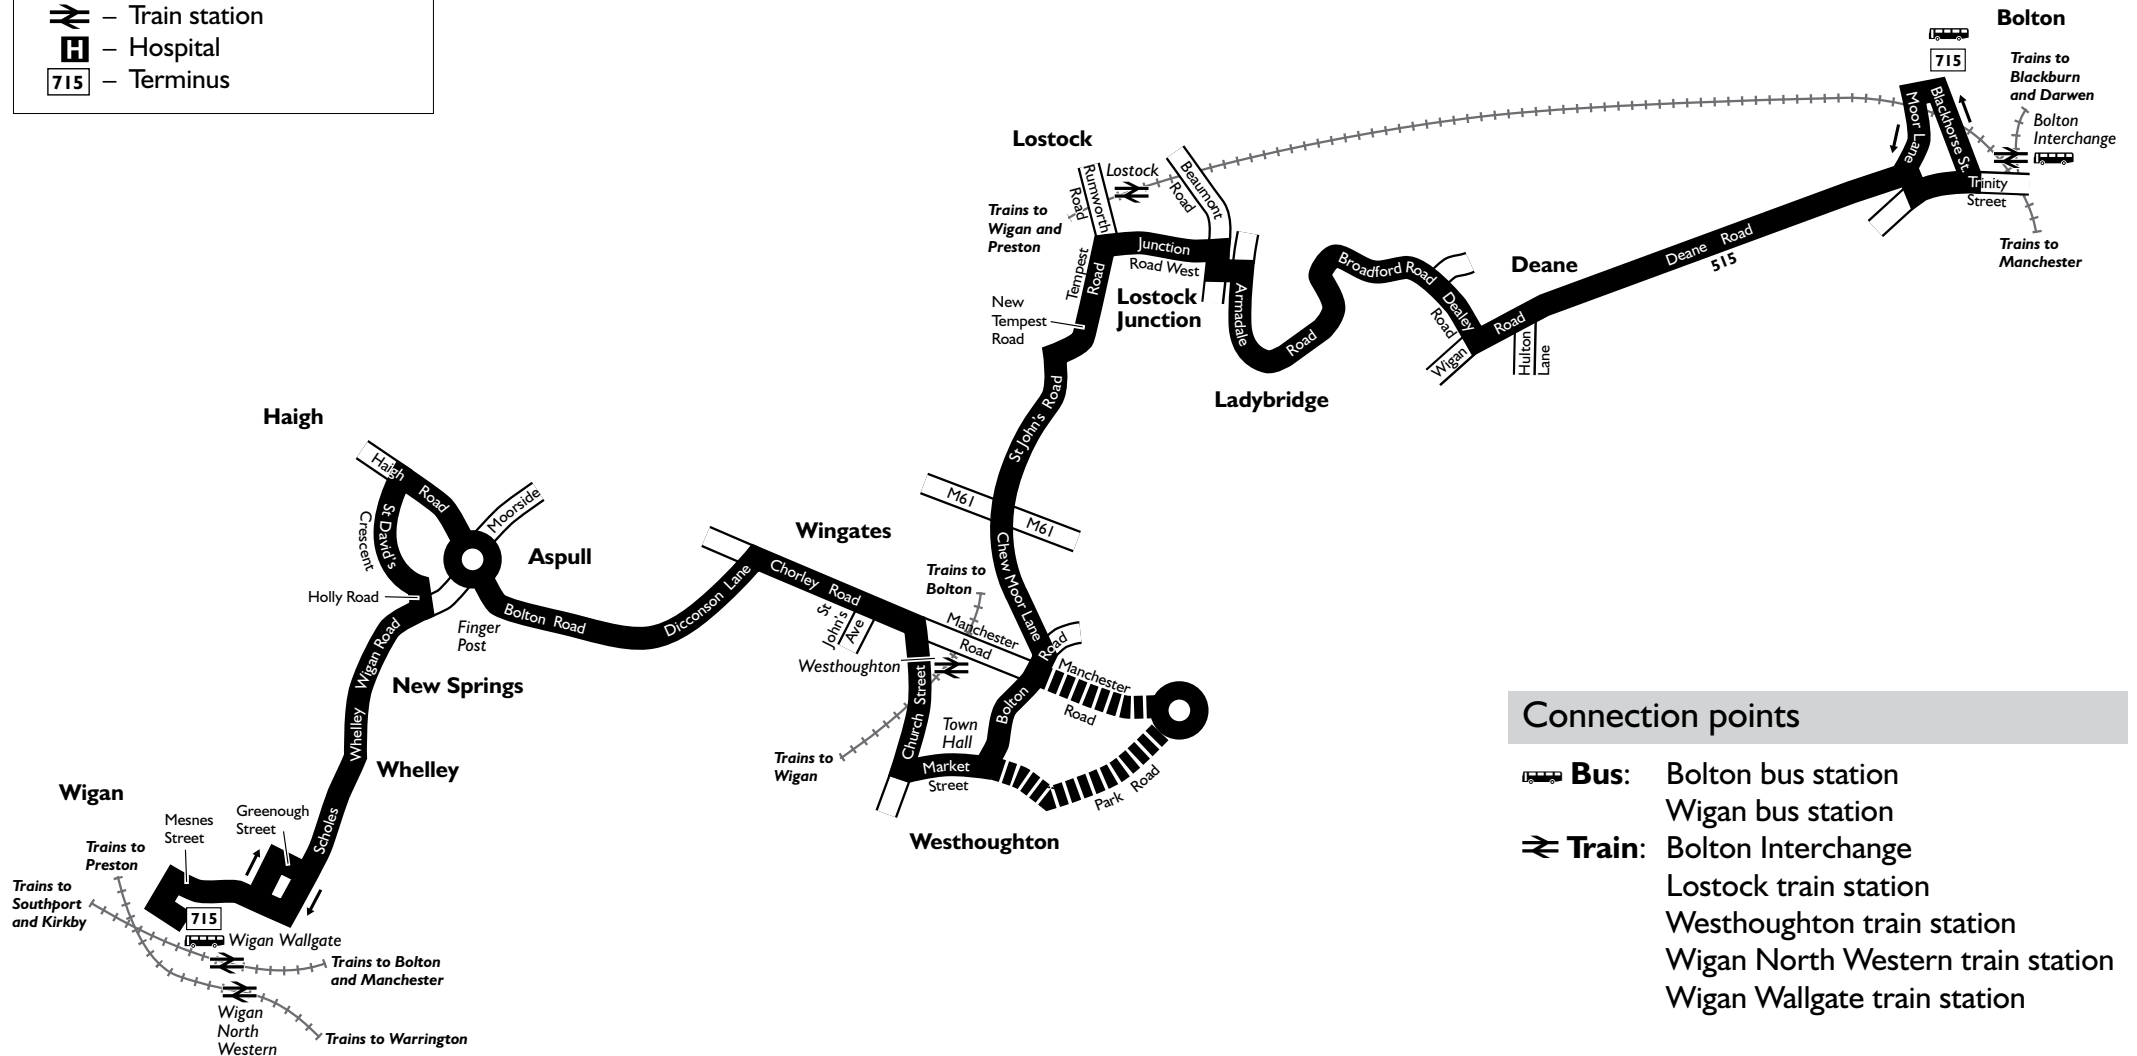 – Train station
H – Hospital
715 – Terminus
Bolton
715
Trains to
Blackburn
and Darwen
Bolton
Interchange
Moor Lane
Blackhorse St.
Trinity
Street
Trains to
Manchester
Lostock
Lostock
Rumworth
Road
Beaumont
Road
Trains to
Wigan and
Preston
Junction
Road West
Tempest
Road
New
Tempest
Road
Lostock
Junction
Armadale
Road
Broadford Road
Dealey
Road
Deane
Deane Road
515
Wigan
Road
Hulton
Lane
Ladybridge
St John's Road
Haigh
Haigh
Road
Moorside
St David's
Crescent
Aspull
Holly Road
Finger
Post
Bolton Road
Dicconson Lane
Wingates
Chorley Road
St
John's
Ave
M61
M61
Chew Moor Lane
Trains to
Bolton
Manchester
Road
Westhoughton
Church Street
Trains to
Wigan
Town
Hall
Market
Street
Bolton
Road
Manchester
Road
Park Road
Westhoughton
Wigan Road
New Springs
Whelley
Whelley
Scholes
Wigan
Mesnes
Street
Greenough
Street
Trains to
Preston
Trains to
Southport
and Kirkby
715
Wigan Wallgate
Trains to Bolton
and Manchester
Wigan
North
Western
Trains to Warrington
Connection points
Bus: Bolton bus station
Wigan bus station
Train: Bolton Interchange
Lostock train station
Westhoughton train station
Wigan North Western train station
Wigan Wallgate train station